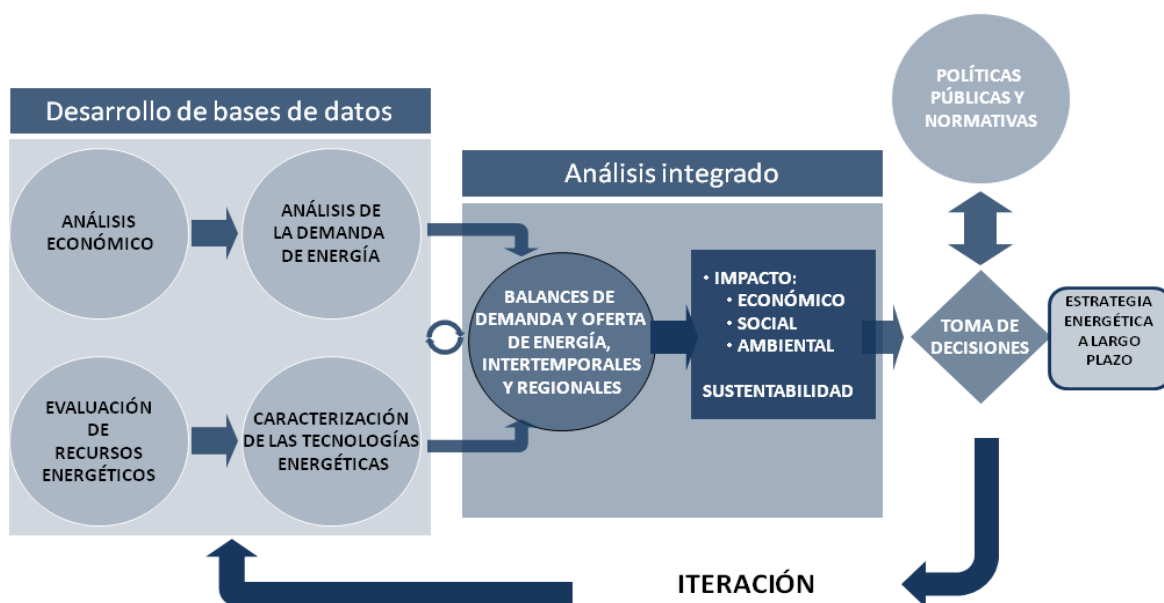 Desarrollo de bases de datos
ANÁLISIS
ECONÓMICO
ANÁLISIS DE
LA DEMANDA
DE ENERGÍA
EVALUACIÓN
DE
RECURSOS
ENERGÉTICOS
CARACTERIZACIÓN
DE LAS TECNOLOGÍAS
ENERGÉTICAS
Análisis integrado
BALANCES DE
DEMANDA Y OFERTA
DE ENERGÍA,
INTERTEMPORALES
Y REGIONALES
• IMPACTO:
• ECONÓMICO
• SOCIAL
• AMBIENTAL
SUSTENTABILIDAD
POLÍTICAS
PÚBLICAS Y
NORMATIVAS
TOMA DE
DECISIONES
ESTRATEGIA
ENERGÉTICA
A LARGO
PLAZO
ITERACIÓN